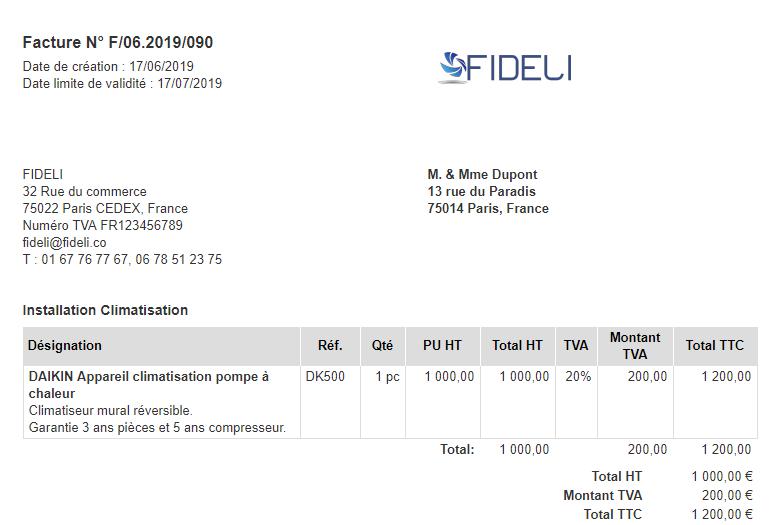 Facture N° F/06.2019/090
Date de création : 17/06/2019
Date limite de validité : 17/07/2019
FIDELI
FIDELI
32 Rue du commerce
75022 Paris CEDEX, France
Numéro TVA FR123456789
fideli@fideli.co
T : 01 67 76 77 67, 06 78 51 23 75
M. & Mme Dupont
13 rue du Paradis
75014 Paris, France
Installation Climatisation
Désignation Réf. Qté PU HT Total HT TVA Montant TVA Total TTC
DAIKIN Appareil climatisation pompe à DK500 1 pc 1 000,00 1 000,00 20% 200,00 1 200,00
chaleur
Climatiseur mural réversible.
Garantie 3 ans pièces et 5 ans compresseur.
Total: 1 000,00 200,00 1 200,00
Total HT 1 000,00 €
Montant TVA 200,00 €
Total TTC 1 200,00 €